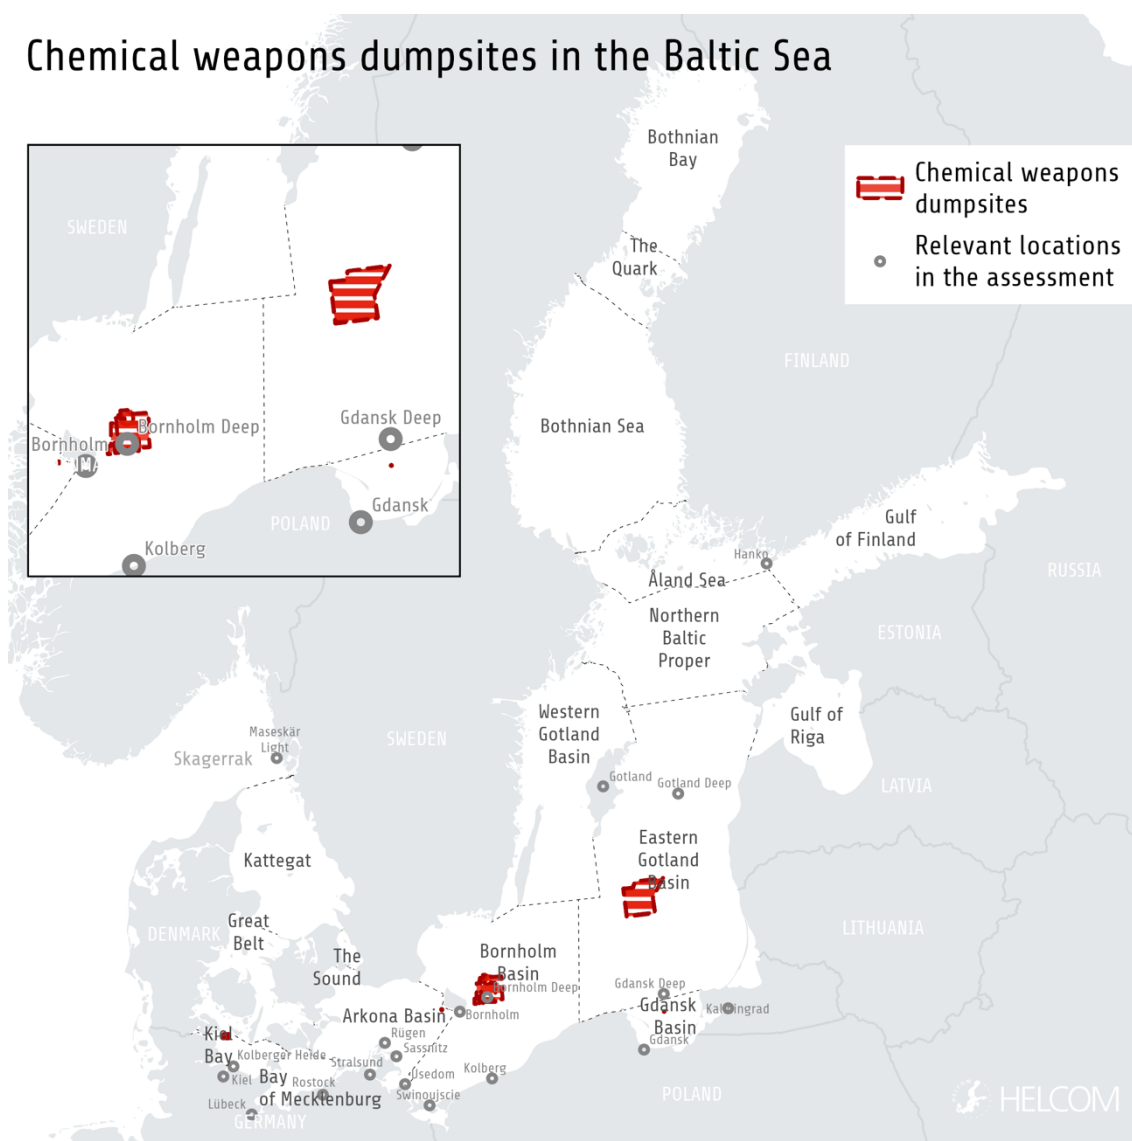 Chemical weapons dumpsites in the Baltic Sea
Chemical weapons
dumpsites
Relevant locations
in the assessment
SWEDEN
Bornholm Deep
Bornholm
Gdansk Deep
Gdansk
POLAND
Kolberg
Bothnian
Bay
The
Quark
FINLAND
Bothnian Sea
Gulf
of Finland
Hanko
Åland Sea
RUSSIA
Northern
Baltic
Proper
ESTONIA
Western
Gotland
Basin
Gulf of
Riga
Maseskär
Light
Skagerrak
SWEDEN
Gotland
Gotland Deep
LATVIA
Kattegat
Eastern
Gotland
Basin
DENMARK
Great
Belt
The
Sound
LITHUANIA
Bornholm
Basin
Bornholm Deep
Gdansk Deep
Gdansk
Basin
Kaliningrad
Arkona Basin
Bornholm
Kiel
Bay
Kolberger Heide
Rügen
Sassnitz
Stralsund
Gdansk
Kiel
Bay
of Mecklenburg
Rostock
Usedom
Kolberg
Swinoujscie
Lübeck
GERMANY
POLAND
HELCOM